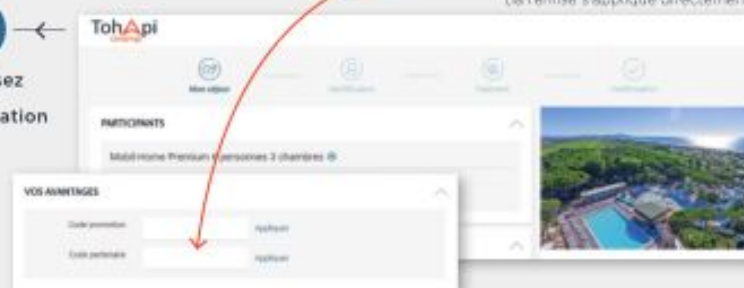 La remise s'applique directement
TohApi
Mon séjour
sez
ation
PARTICIPANTS
Mobil-Home Premium 6 personnes 3 chambres
VOS AVANTAGES
Code promotion
Appliquer
Code partenaire
Appliquer